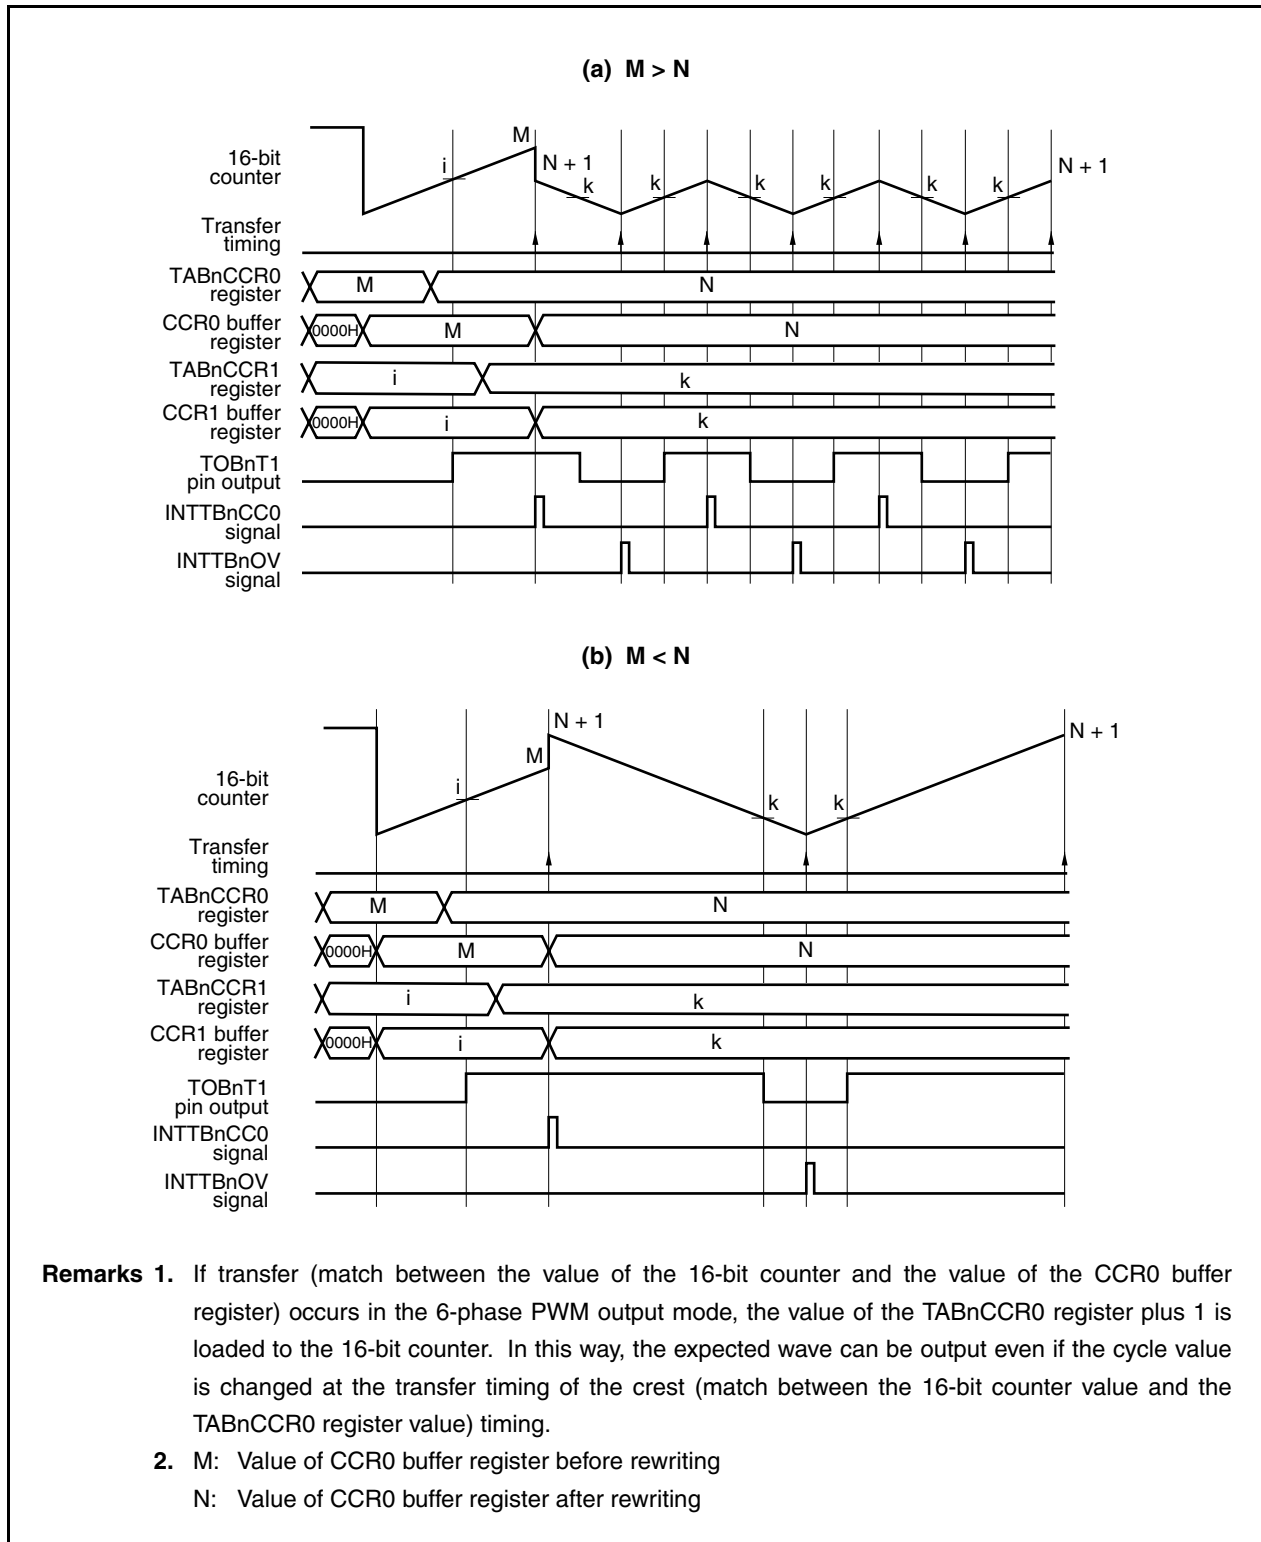 (a) M > N
M
i
N + 1
k
k
k
k
k
k
N + 1
16-bit
counter
Transfer
timing
TABnCCR0
register
M
N
CCR0 buffer
register
0000H
M
N
TABnCCR1
register
i
k
CCR1 buffer
register
0000H
i
k
TOBnT1
pin output
INTTBnCC0
signal
INTTBnOV
signal
(b) M < N
N + 1
N + 1
M
i
k
k
16-bit
counter
Transfer
timing
TABnCCR0
register
M
N
CCR0 buffer
register
0000H
M
N
TABnCCR1
register
i
k
CCR1 buffer
register
0000H
i
k
TOBnT1
pin output
INTTBnCC0
signal
INTTBnOV
signal
Remarks 1. If transfer (match between the value of the 16-bit counter and the value of the CCR0 buffer
register) occurs in the 6-phase PWM output mode, the value of the TABnCCR0 register plus 1 is
loaded to the 16-bit counter. In this way, the expected wave can be output even if the cycle value
is changed at the transfer timing of the crest (match between the 16-bit counter value and the
TABnCCR0 register value) timing.
2. M: Value of CCR0 buffer register before rewriting
N: Value of CCR0 buffer register after rewriting